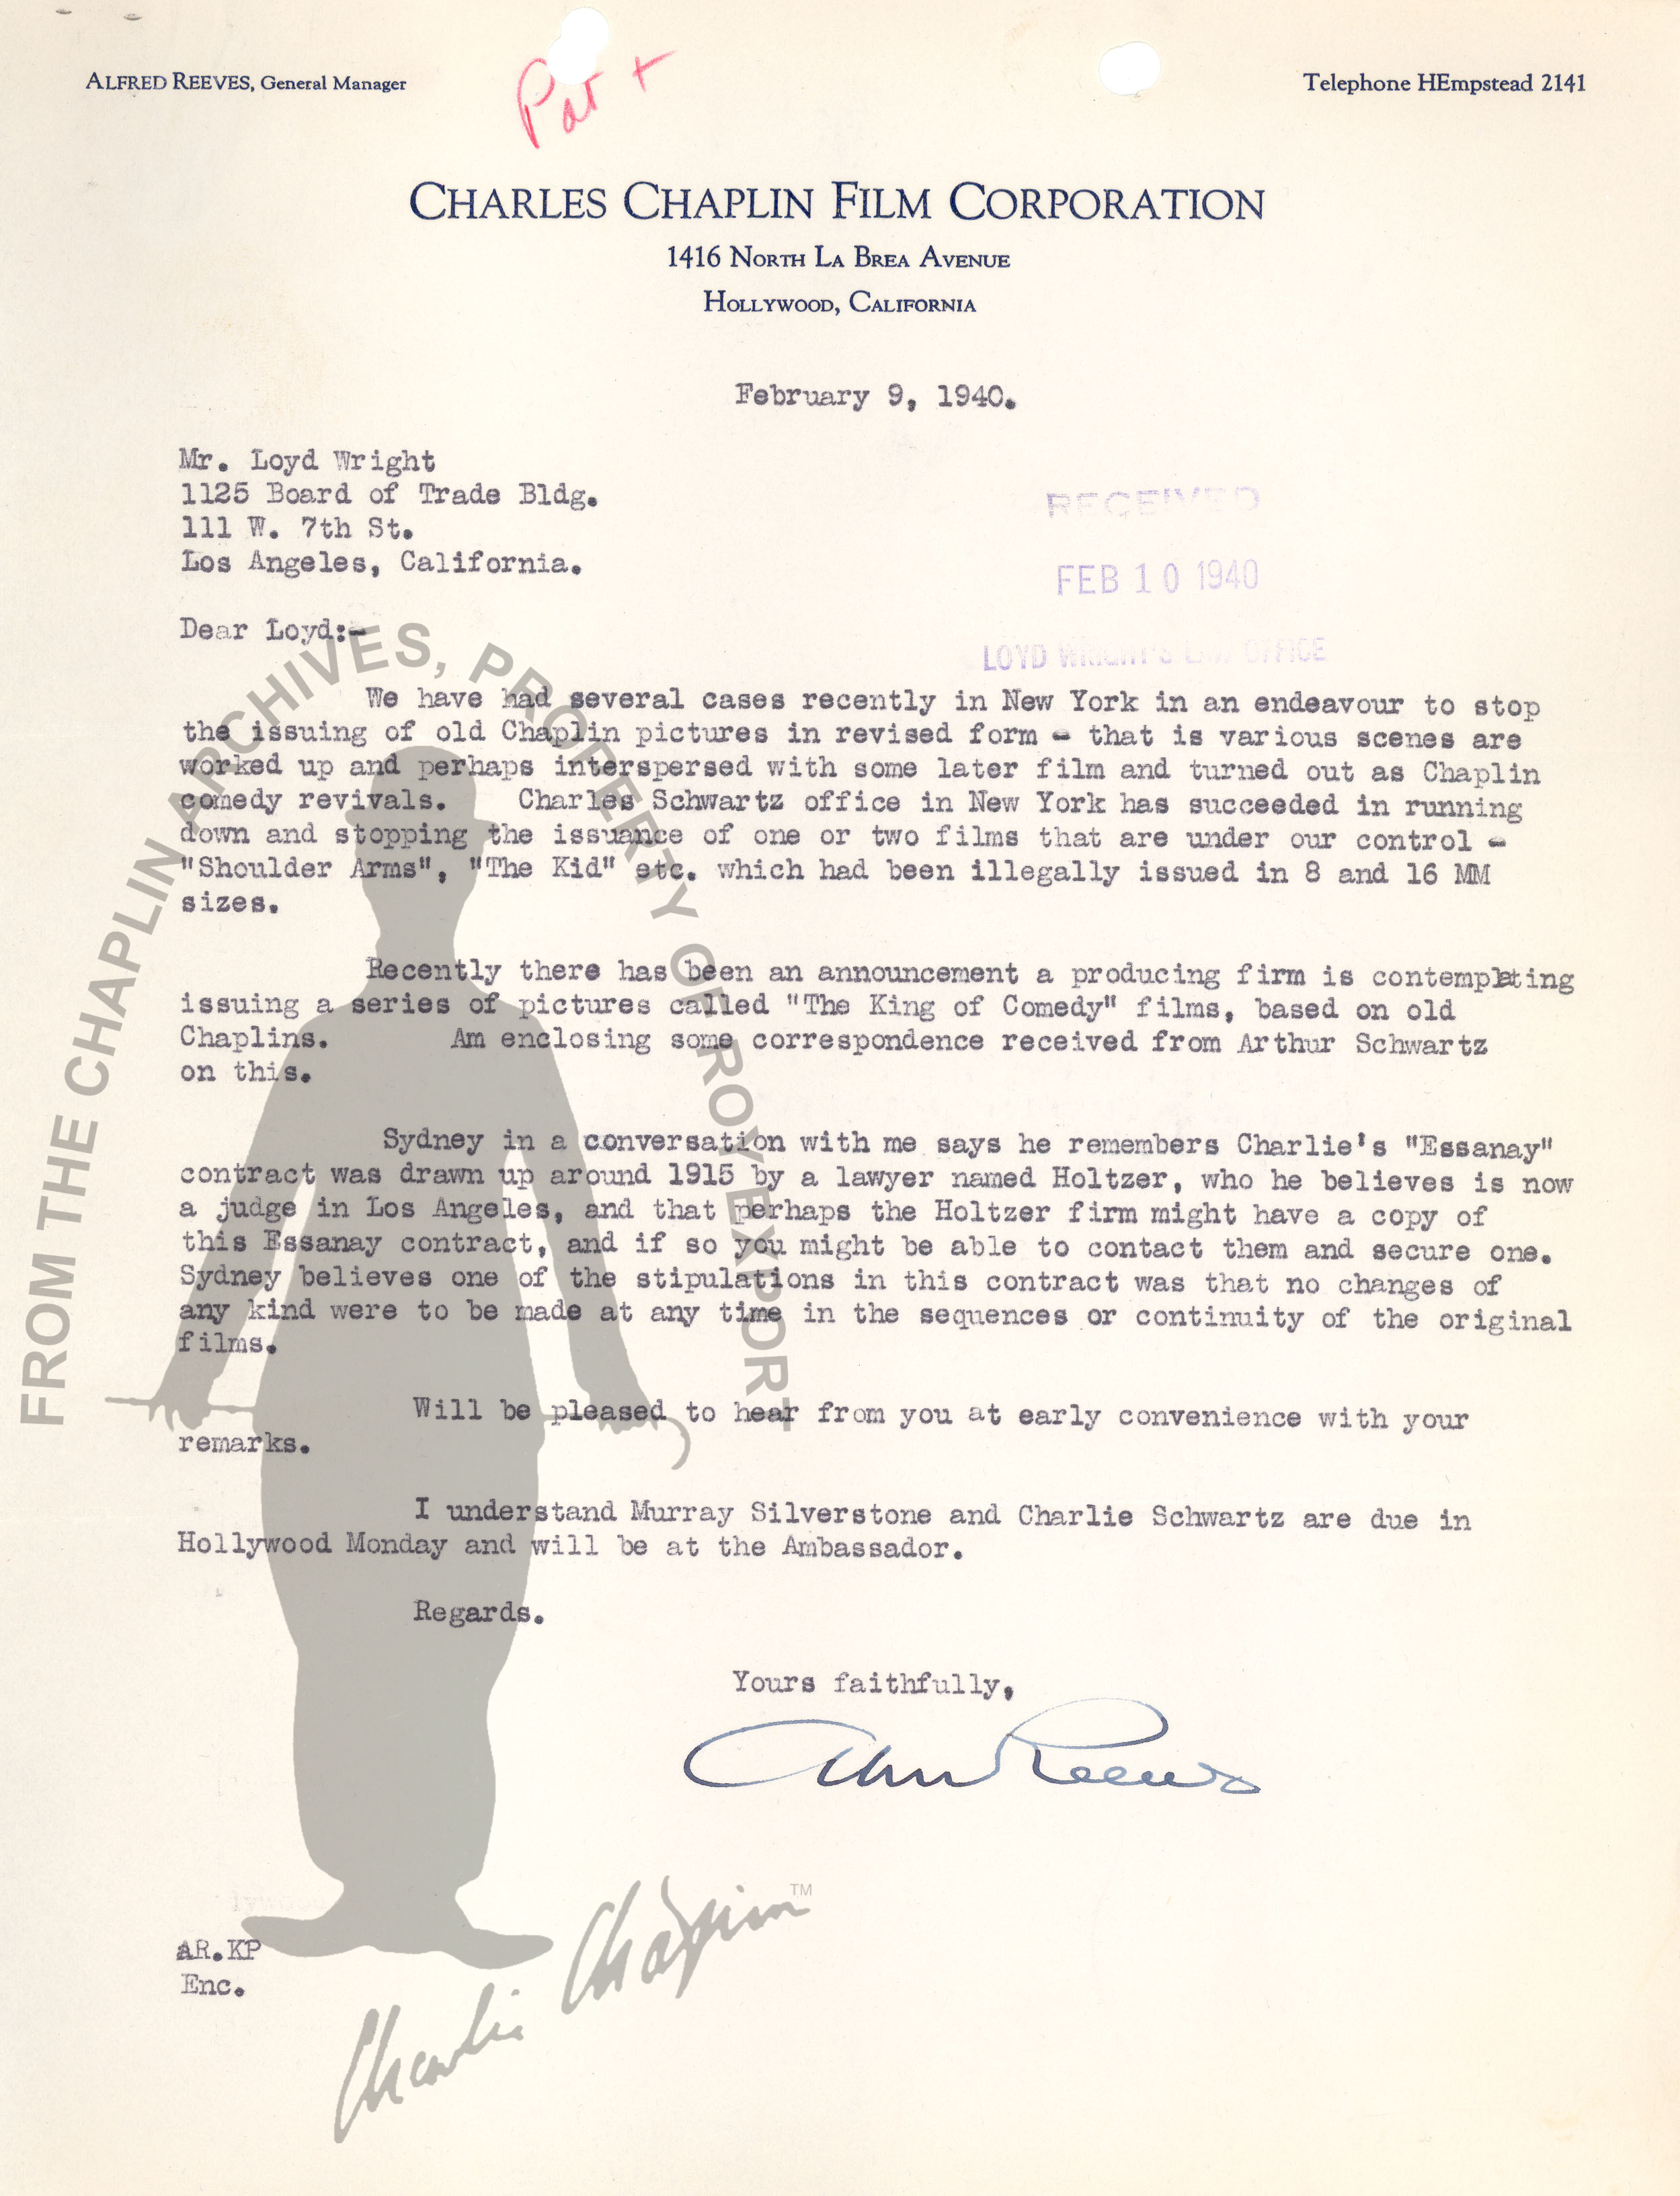 ALFRED REEVES, General Manager
Telephone HEmpstead 2141
Pat +
CHARLES CHAPLIN FILM CORPORATION
1416 NORTH LA BREA AVENUE
HOLLYWOOD, CALIFORNIA
February 9, 1940.
Mr. Loyd Wright
1125 Board of Trade Bldg.
111 W. 7th St.
Los Angeles, California.
RECEIVED
FEB 10 1940
LOYD WRIGHT'S LAW OFFICE
Dear Loyd:-
We have had several cases recently in New York in an endeavour to stop
the issuing of old Chaplin pictures in revised form - that is various scenes are
worked up and perhaps interspersed with some later film and turned out as Chaplin
comedy revivals. Charles Schwartz office in New York has succeeded in running
down and stopping the issuance of one or two films that are under our control -
"Shoulder Arms", "The Kid" etc. which had been illegally issued in 8 and 16 MM
sizes.
Recently there has been an announcement a producing firm is contemplating
issuing a series of pictures called "The King of Comedy" films, based on old
Chaplins. Am enclosing some correspondence received from Arthur Schwartz
on this.
Sydney in a conversation with me says he remembers Charlie's "Essanay"
contract was drawn up around 1915 by a lawyer named Holtzer, who he believes is now
a judge in Los Angeles, and that perhaps the Holtzer firm might have a copy of
this Essanay contract, and if so you might be able to contact them and secure one.
Sydney believes one of the stipulations in this contract was that no changes of
any kind were to be made at any time in the sequences or continuity of the original
films.
Will be pleased to hear from you at early convenience with your
remarks.
I understand Murray Silverstone and Charlie Schwartz are due in
Hollywood Monday and will be at the Ambassador.
Regards.
Yours faithfully,
Alf Reeves
AR.KP
Enc.
FROM THE CHAPLIN ARCHIVES, PROPERTY OF ROY EXPORT
Charlie Chaplin TM